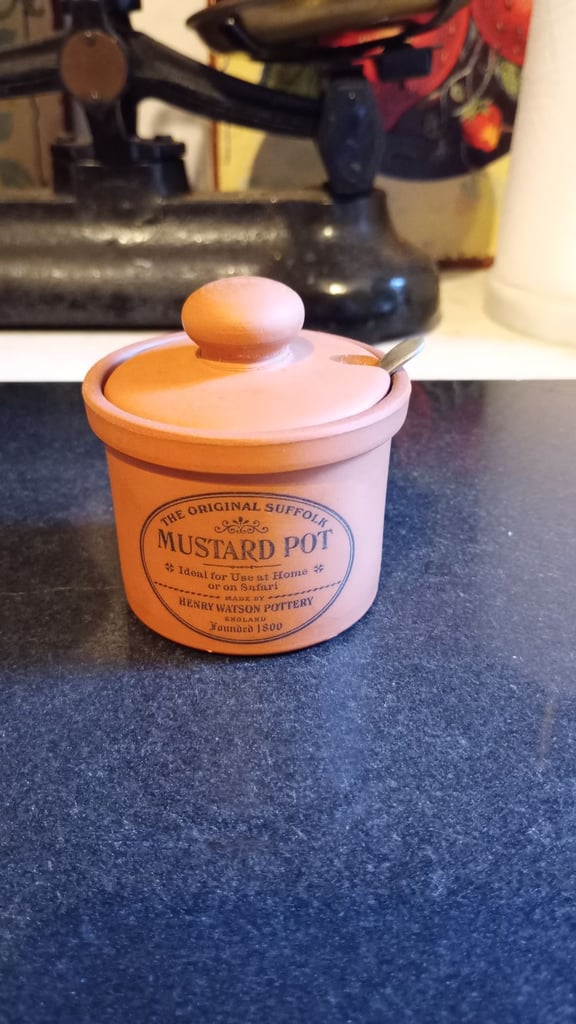 THE ORIGINAL SUFFOLK
MUSTARD POT
Ideal for Use at Home
or on Safari
MADE BY
HENRY WATSON POTTERY
ENGLAND
Founded 1800